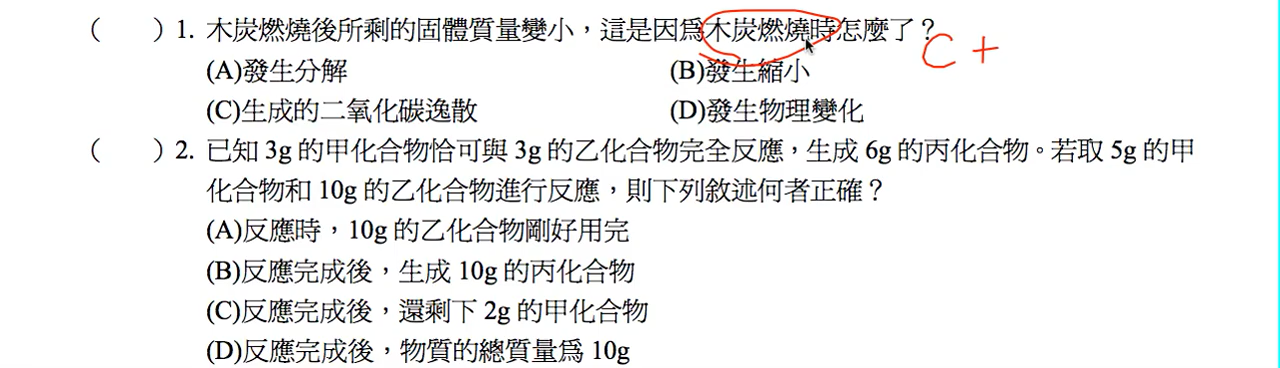 (　　) 1. 木炭燃燒後所剩的固體質量變小，這是因為木炭燃燒時怎麼了？ C +
(A)發生分解　(B)發生縮小
(C)生成的二氧化碳逸散　(D)發生物理變化
(　　) 2. 已知 3g 的甲化合物恰可與 3g 的乙化合物完全反應，生成 6g 的丙化合物。若取 5g 的甲
化合物和 10g 的乙化合物進行反應，則下列敘述何者正確？
(A)反應時，10g 的乙化合物剛好用完
(B)反應完成後，生成 10g 的丙化合物
(C)反應完成後，還剩下 2g 的甲化合物
(D)反應完成後，物質的總質量為 10g